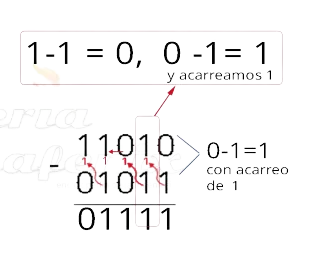 1-1 = 0, 0 -1= 1
y acarreamos 1
11010
- 1 1 1 1
01011
01111
0-1=1
con acarreo
de 1